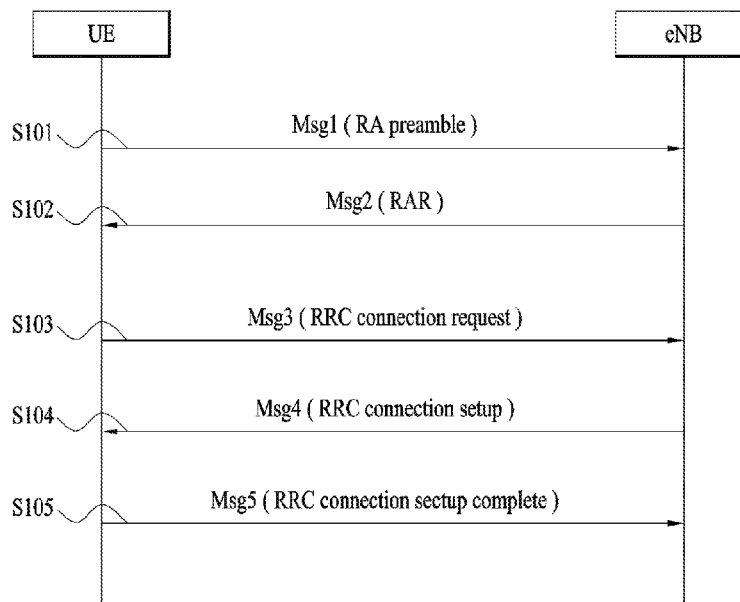 UE
eNB
S101
Msg1 ( RA preamble )
S102
Msg2 ( RAR )
S103
Msg3 ( RRC connection request )
S104
Msg4 ( RRC connection setup )
S105
Msg5 ( RRC connection sectup complete )